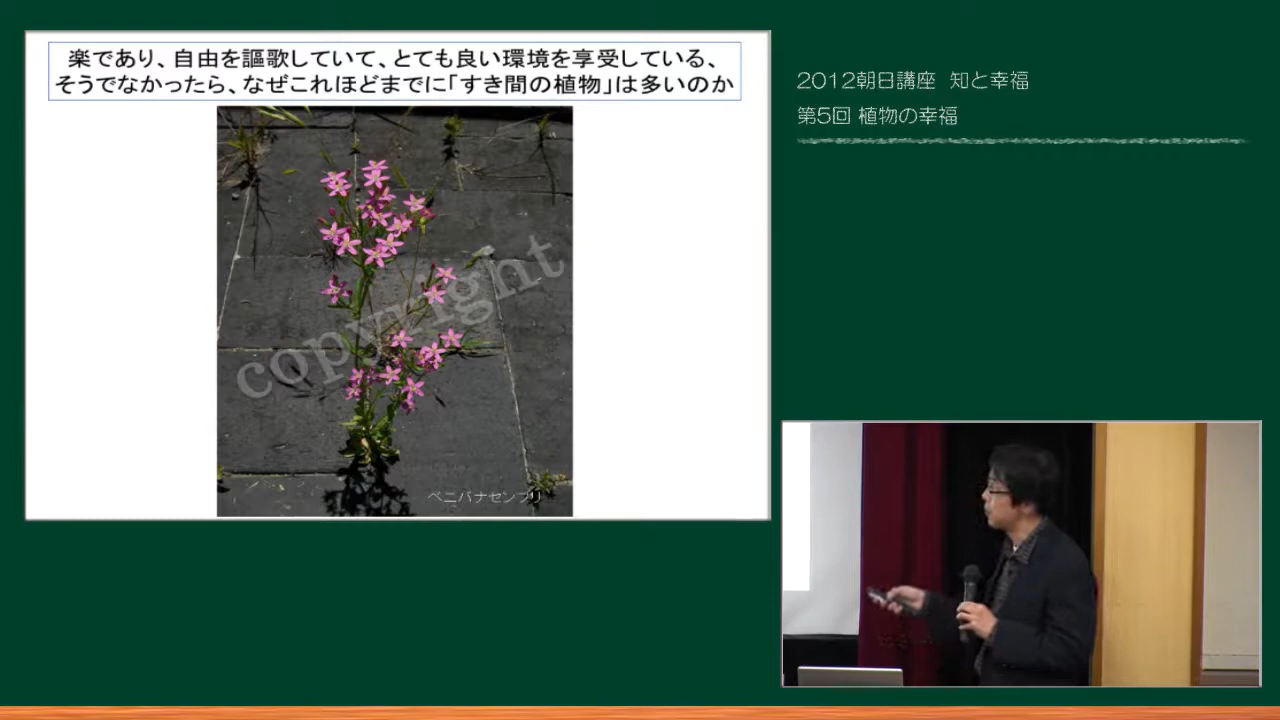 楽であり、自由を謳歌していて、とても良い環境を享受している、
そうでなかったら、なぜこれほどまでに「すき間の植物」は多いのか
copyright
ベニバナセンブリ
2012朝日講座 知と幸福
第5回 植物の幸福